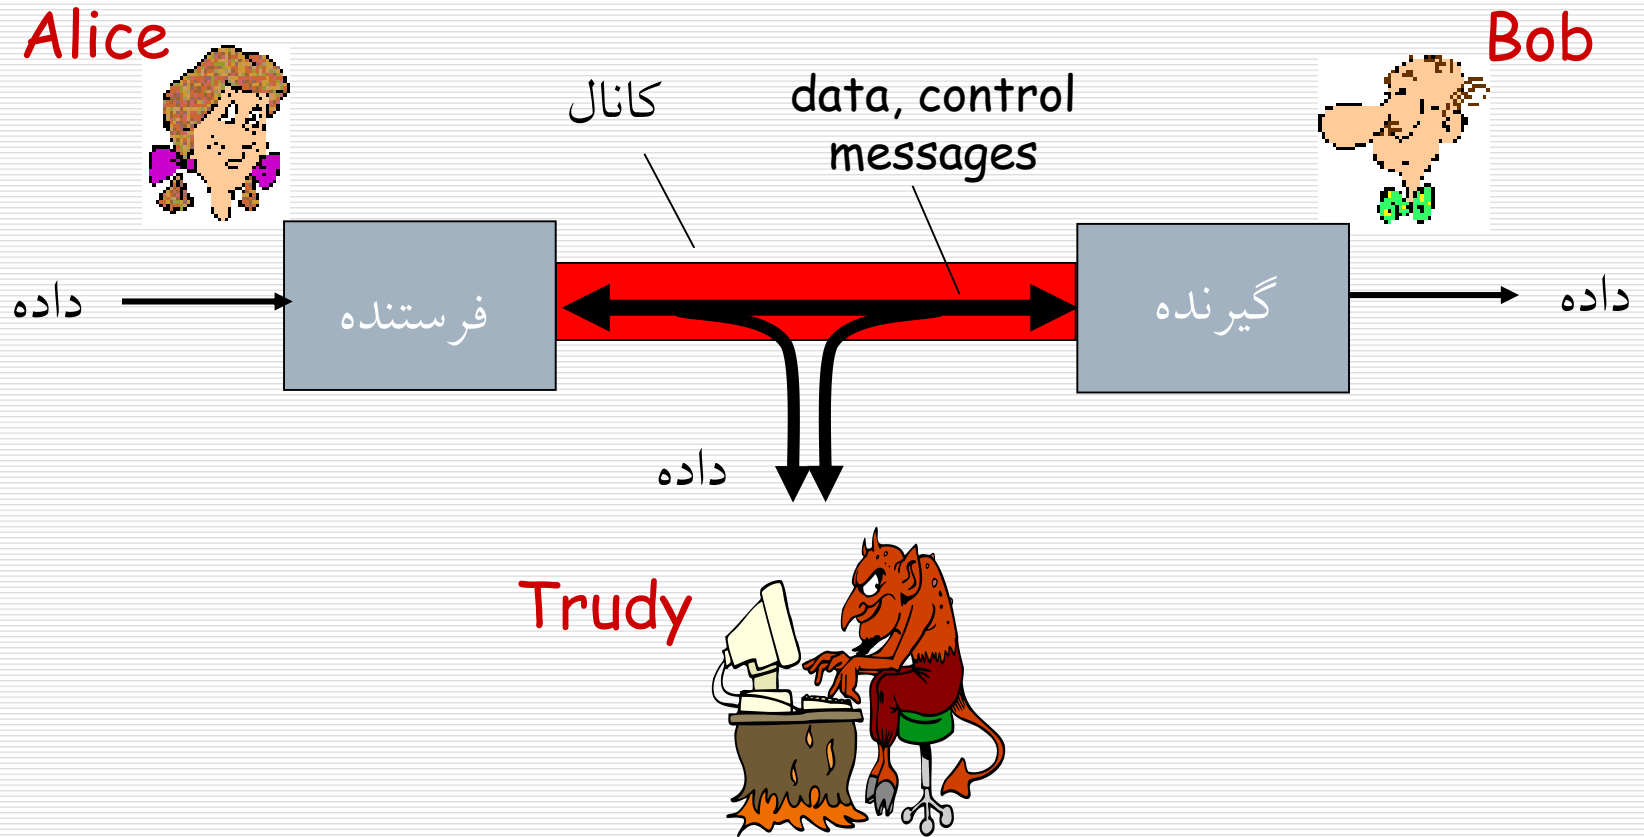 Alice
Bob
کانال
data, control
messages
داده
فرستنده
گیرنده
داده
داده
Trudy